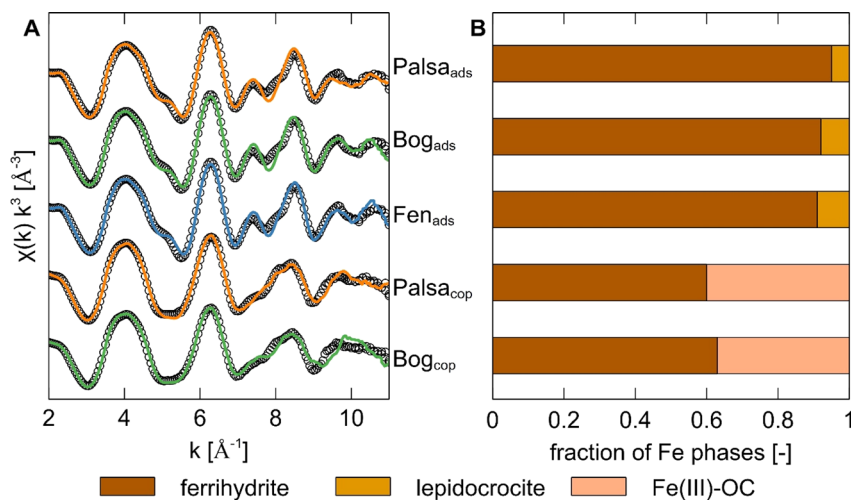 A
B
χ(k) k³ [Å⁻³]
Palsa_ads
Bog_ads
Fen_ads
Palsa_cop
Bog_cop
2 4 6 8 10
k [Å⁻¹]
0 0.2 0.4 0.6 0.8 1
fraction of Fe phases [-]
ferrihydrite lepidocrocite Fe(III)-OC